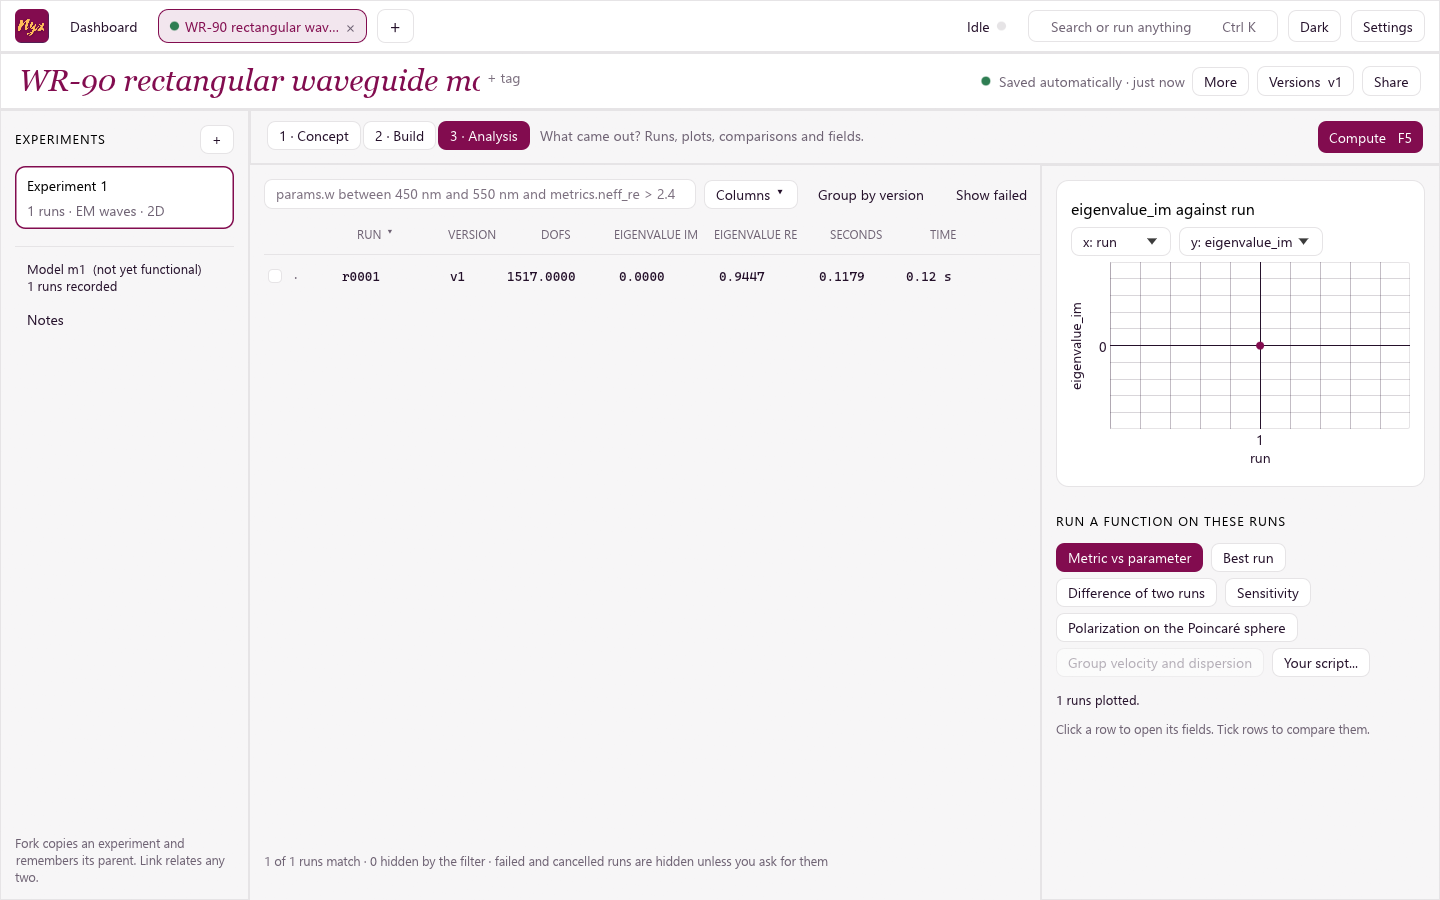 Nyx
Dashboard
WR-90 rectangular wav... ×
+
Idle
Search or run anything Ctrl K
Dark
Settings
WR-90 rectangular waveguide mo
+ tag
Saved automatically · just now
More
Versions v1
Share
EXPERIMENTS
+
Experiment 1
1 runs · EM waves · 2D
Model m1 (not yet functional)
1 runs recorded
Notes
Fork copies an experiment and
remembers its parent. Link relates any
two.
1 · Concept
2 · Build
3 · Analysis
What came out? Runs, plots, comparisons and fields.
Compute F5
params.w between 450 nm and 550 nm and metrics.neff_re > 2.4
Columns
Group by version
Show failed
RUN VERSION DOFS EIGENVALUE IM EIGENVALUE RE SECONDS TIME
· r0001 v1 1517.0000 0.0000 0.9447 0.1179 0.12 s
1 of 1 runs match · 0 hidden by the filter · failed and cancelled runs are hidden unless you ask for them
eigenvalue_im against run
x: run
y: eigenvalue_im
eigenvalue_im
0
1
run
RUN A FUNCTION ON THESE RUNS
Metric vs parameter
Best run
Difference of two runs
Sensitivity
Polarization on the Poincaré sphere
Group velocity and dispersion
Your script...
1 runs plotted.
Click a row to open its fields. Tick rows to compare them.